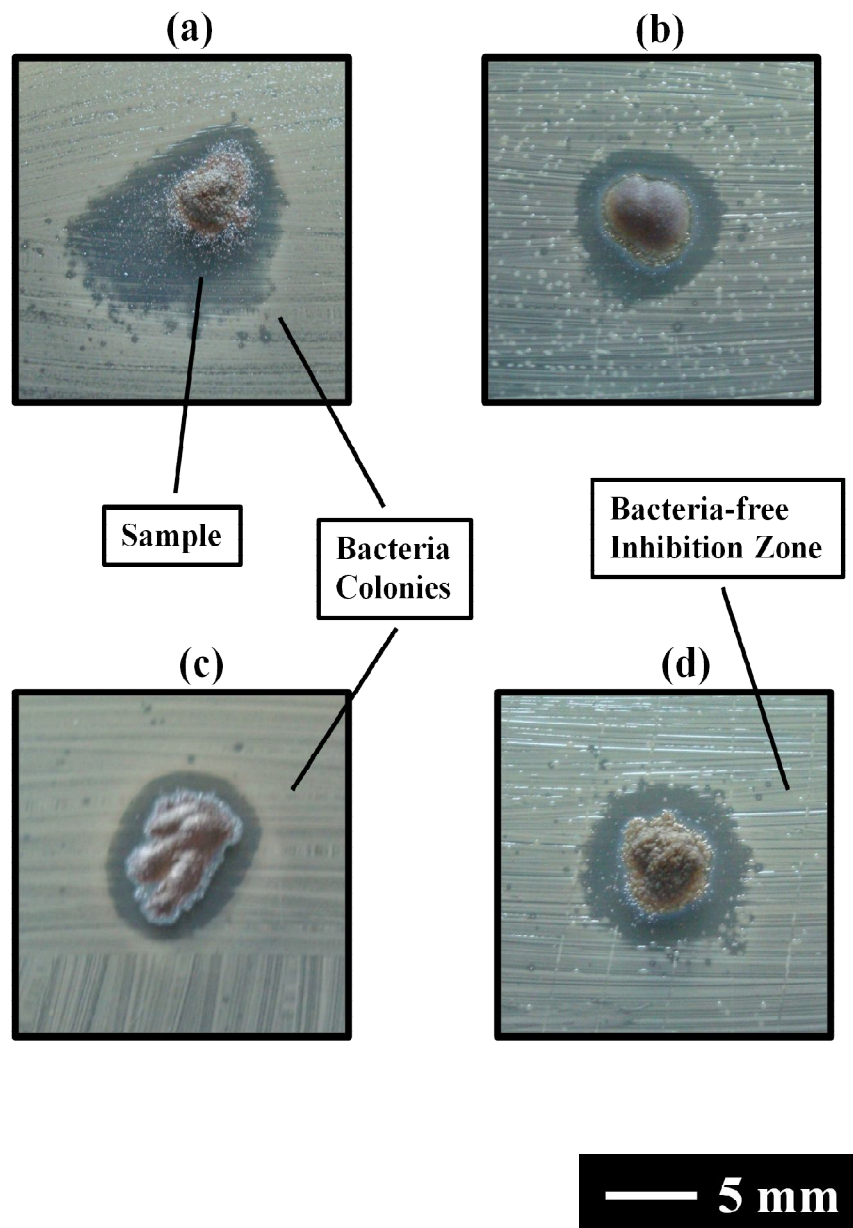 (a)
(b)
Sample
Bacteria
Colonies
Bacteria-free
Inhibition Zone
(c)
(d)
5 mm